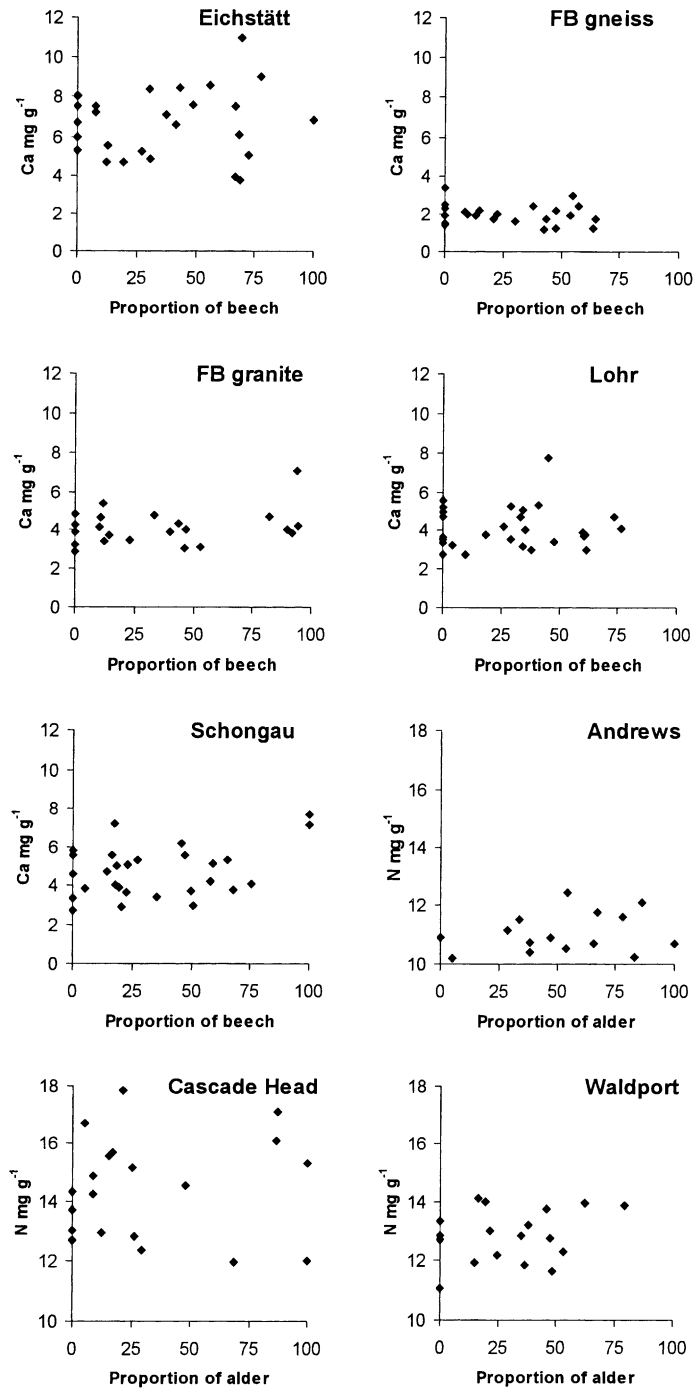 Eichstätt
FB gneiss
12
10
8
6
4
2
0
Ca mg g-1
0 25 50 75 100
Proportion of beech
12
10
8
6
4
2
0
Ca mg g-1
0 25 50 75 100
Proportion of beech
FB granite
Lohr
12
10
8
6
4
2
0
Ca mg g-1
0 25 50 75 100
Proportion of beech
12
10
8
6
4
2
0
Ca mg g-1
0 25 50 75 100
Proportion of beech
Schongau
Andrews
12
10
8
6
4
2
0
Ca mg g-1
0 25 50 75 100
Proportion of beech
18
16
14
12
10
N mg g-1
0 25 50 75 100
Proportion of alder
Cascade Head
Waldport
18
16
14
12
10
N mg g-1
0 25 50 75 100
Proportion of alder
18
16
14
12
10
N mg g-1
0 25 50 75 100
Proportion of alder